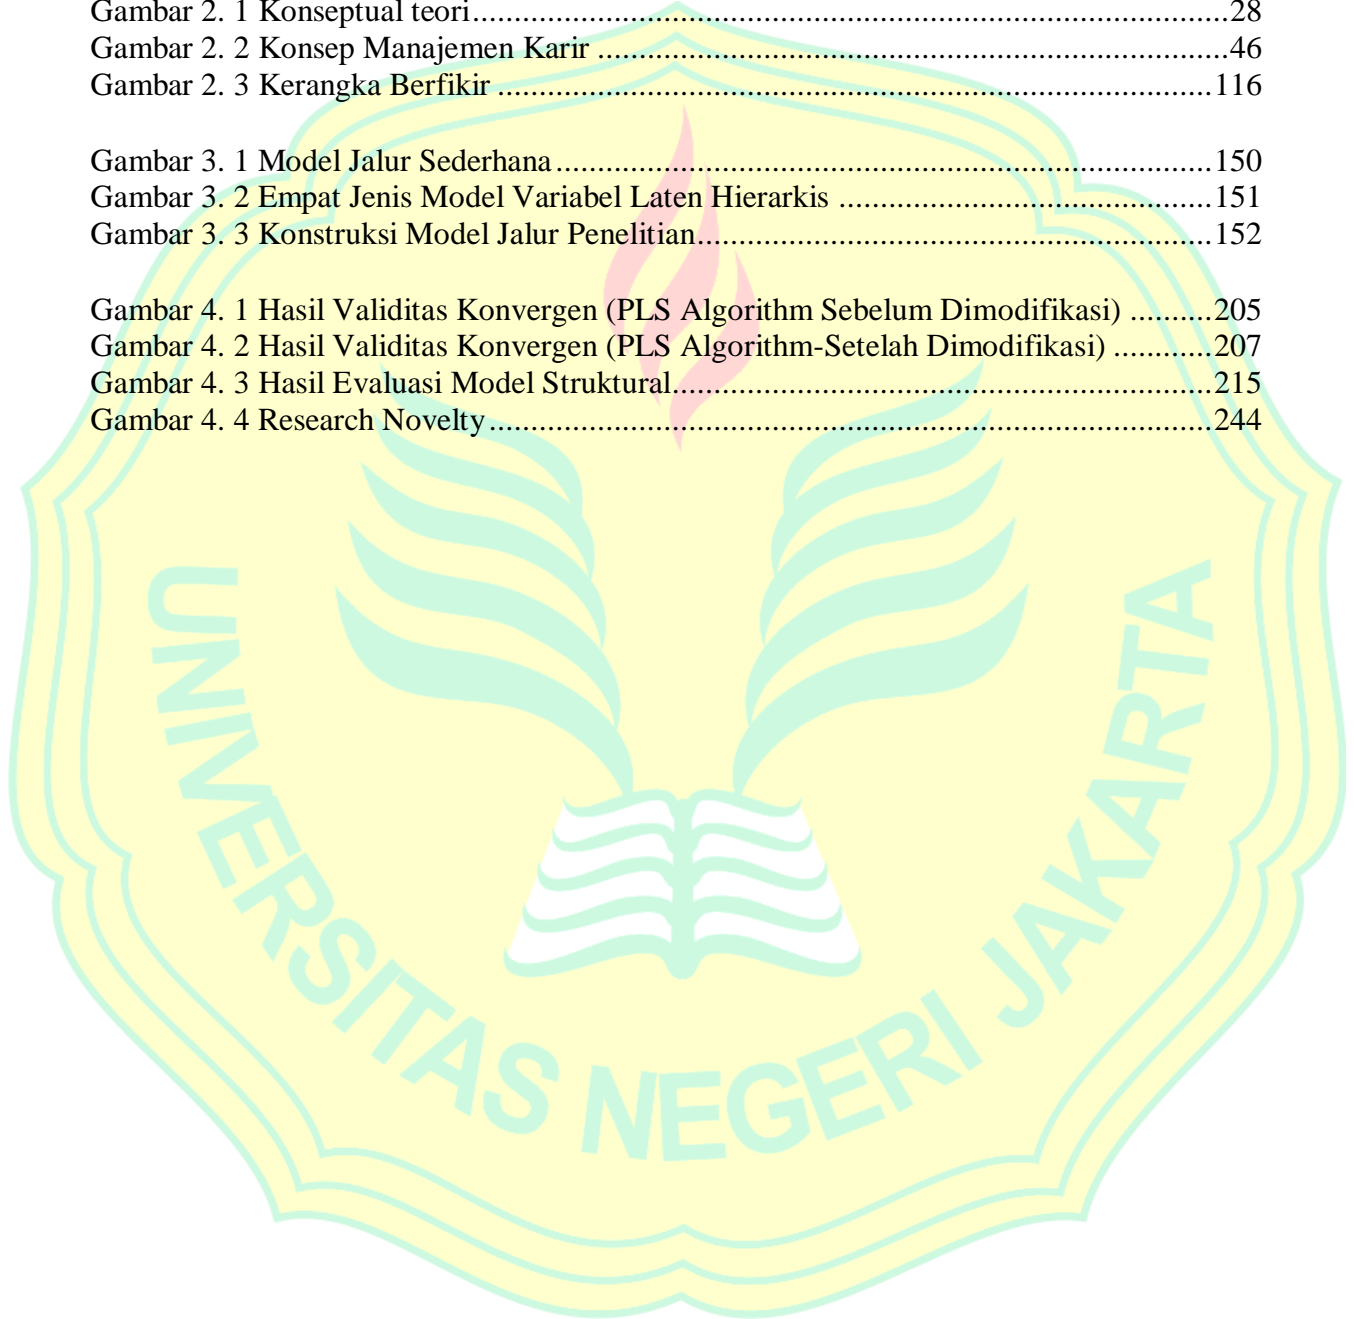 Gambar 2. 1 Konseptual teori....................................................................................................28
Gambar 2. 2 Konsep Manajemen Karir ....................................................................................46
Gambar 2. 3 Kerangka Berfikir ................................................................................................116
Gambar 3. 1 Model Jalur Sederhana........................................................................................150
Gambar 3. 2 Empat Jenis Model Variabel Laten Hierarkis ................................................151
Gambar 3. 3 Konstruksi Model Jalur Penelitian....................................................................152
Gambar 4. 1 Hasil Validitas Konvergen (PLS Algorithm Sebelum Dimodifikasi) ..........205
Gambar 4. 2 Hasil Validitas Konvergen (PLS Algorithm-Setelah Dimodifikasi) ............207
Gambar 4. 3 Hasil Evaluasi Model Struktural.......................................................................215
Gambar 4. 4 Research Novelty................................................................................................244
UNIVERSITAS NEGERI JAKARTA